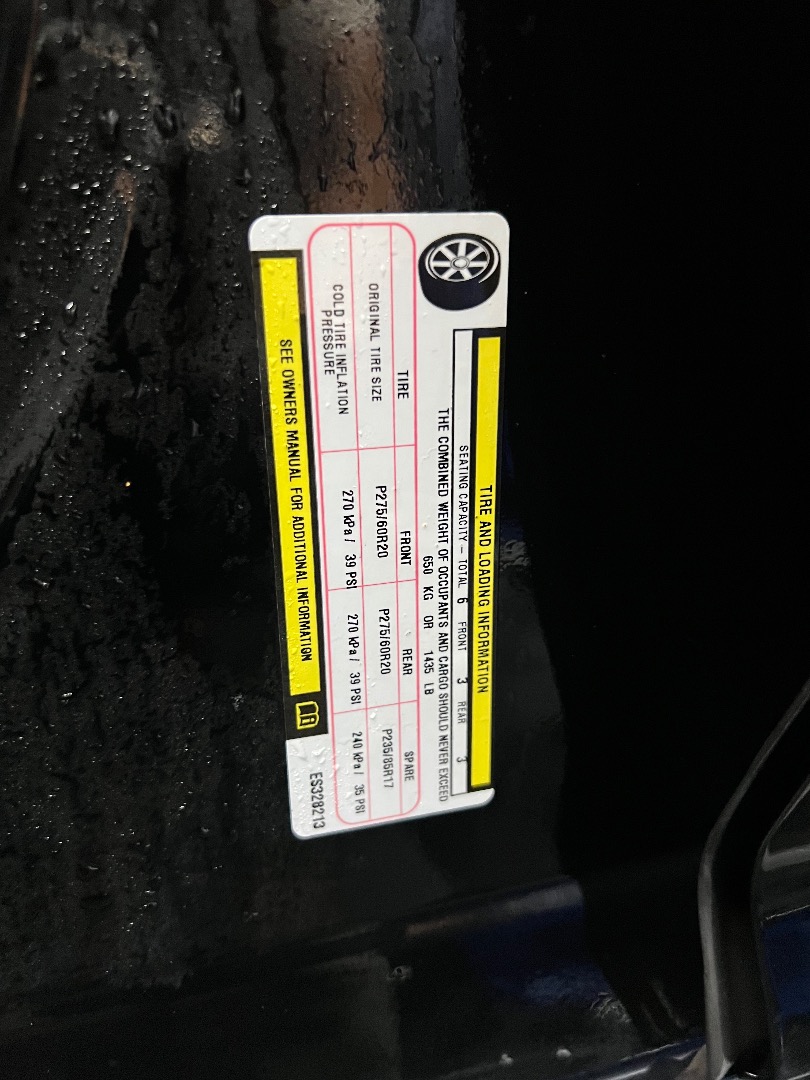 TIRE AND LOADING INFORMATION
SEATING CAPACITY – TOTAL 6 FRONT 3 REAR 3
THE COMBINED WEIGHT OF OCCUPANTS AND CARGO SHOULD NEVER EXCEED
650 KG OR 1435 LB
TIRE FRONT REAR SPARE
ORIGINAL TIRE SIZE P275/60R20 P275/60R20 P235/85R17
COLD TIRE INFLATION
PRESSURE 270 kPa / 39 PSI 270 kPa / 39 PSI 240 kPa / 35 PSI
SEE OWNERS MANUAL FOR ADDITIONAL INFORMATION
ES328213